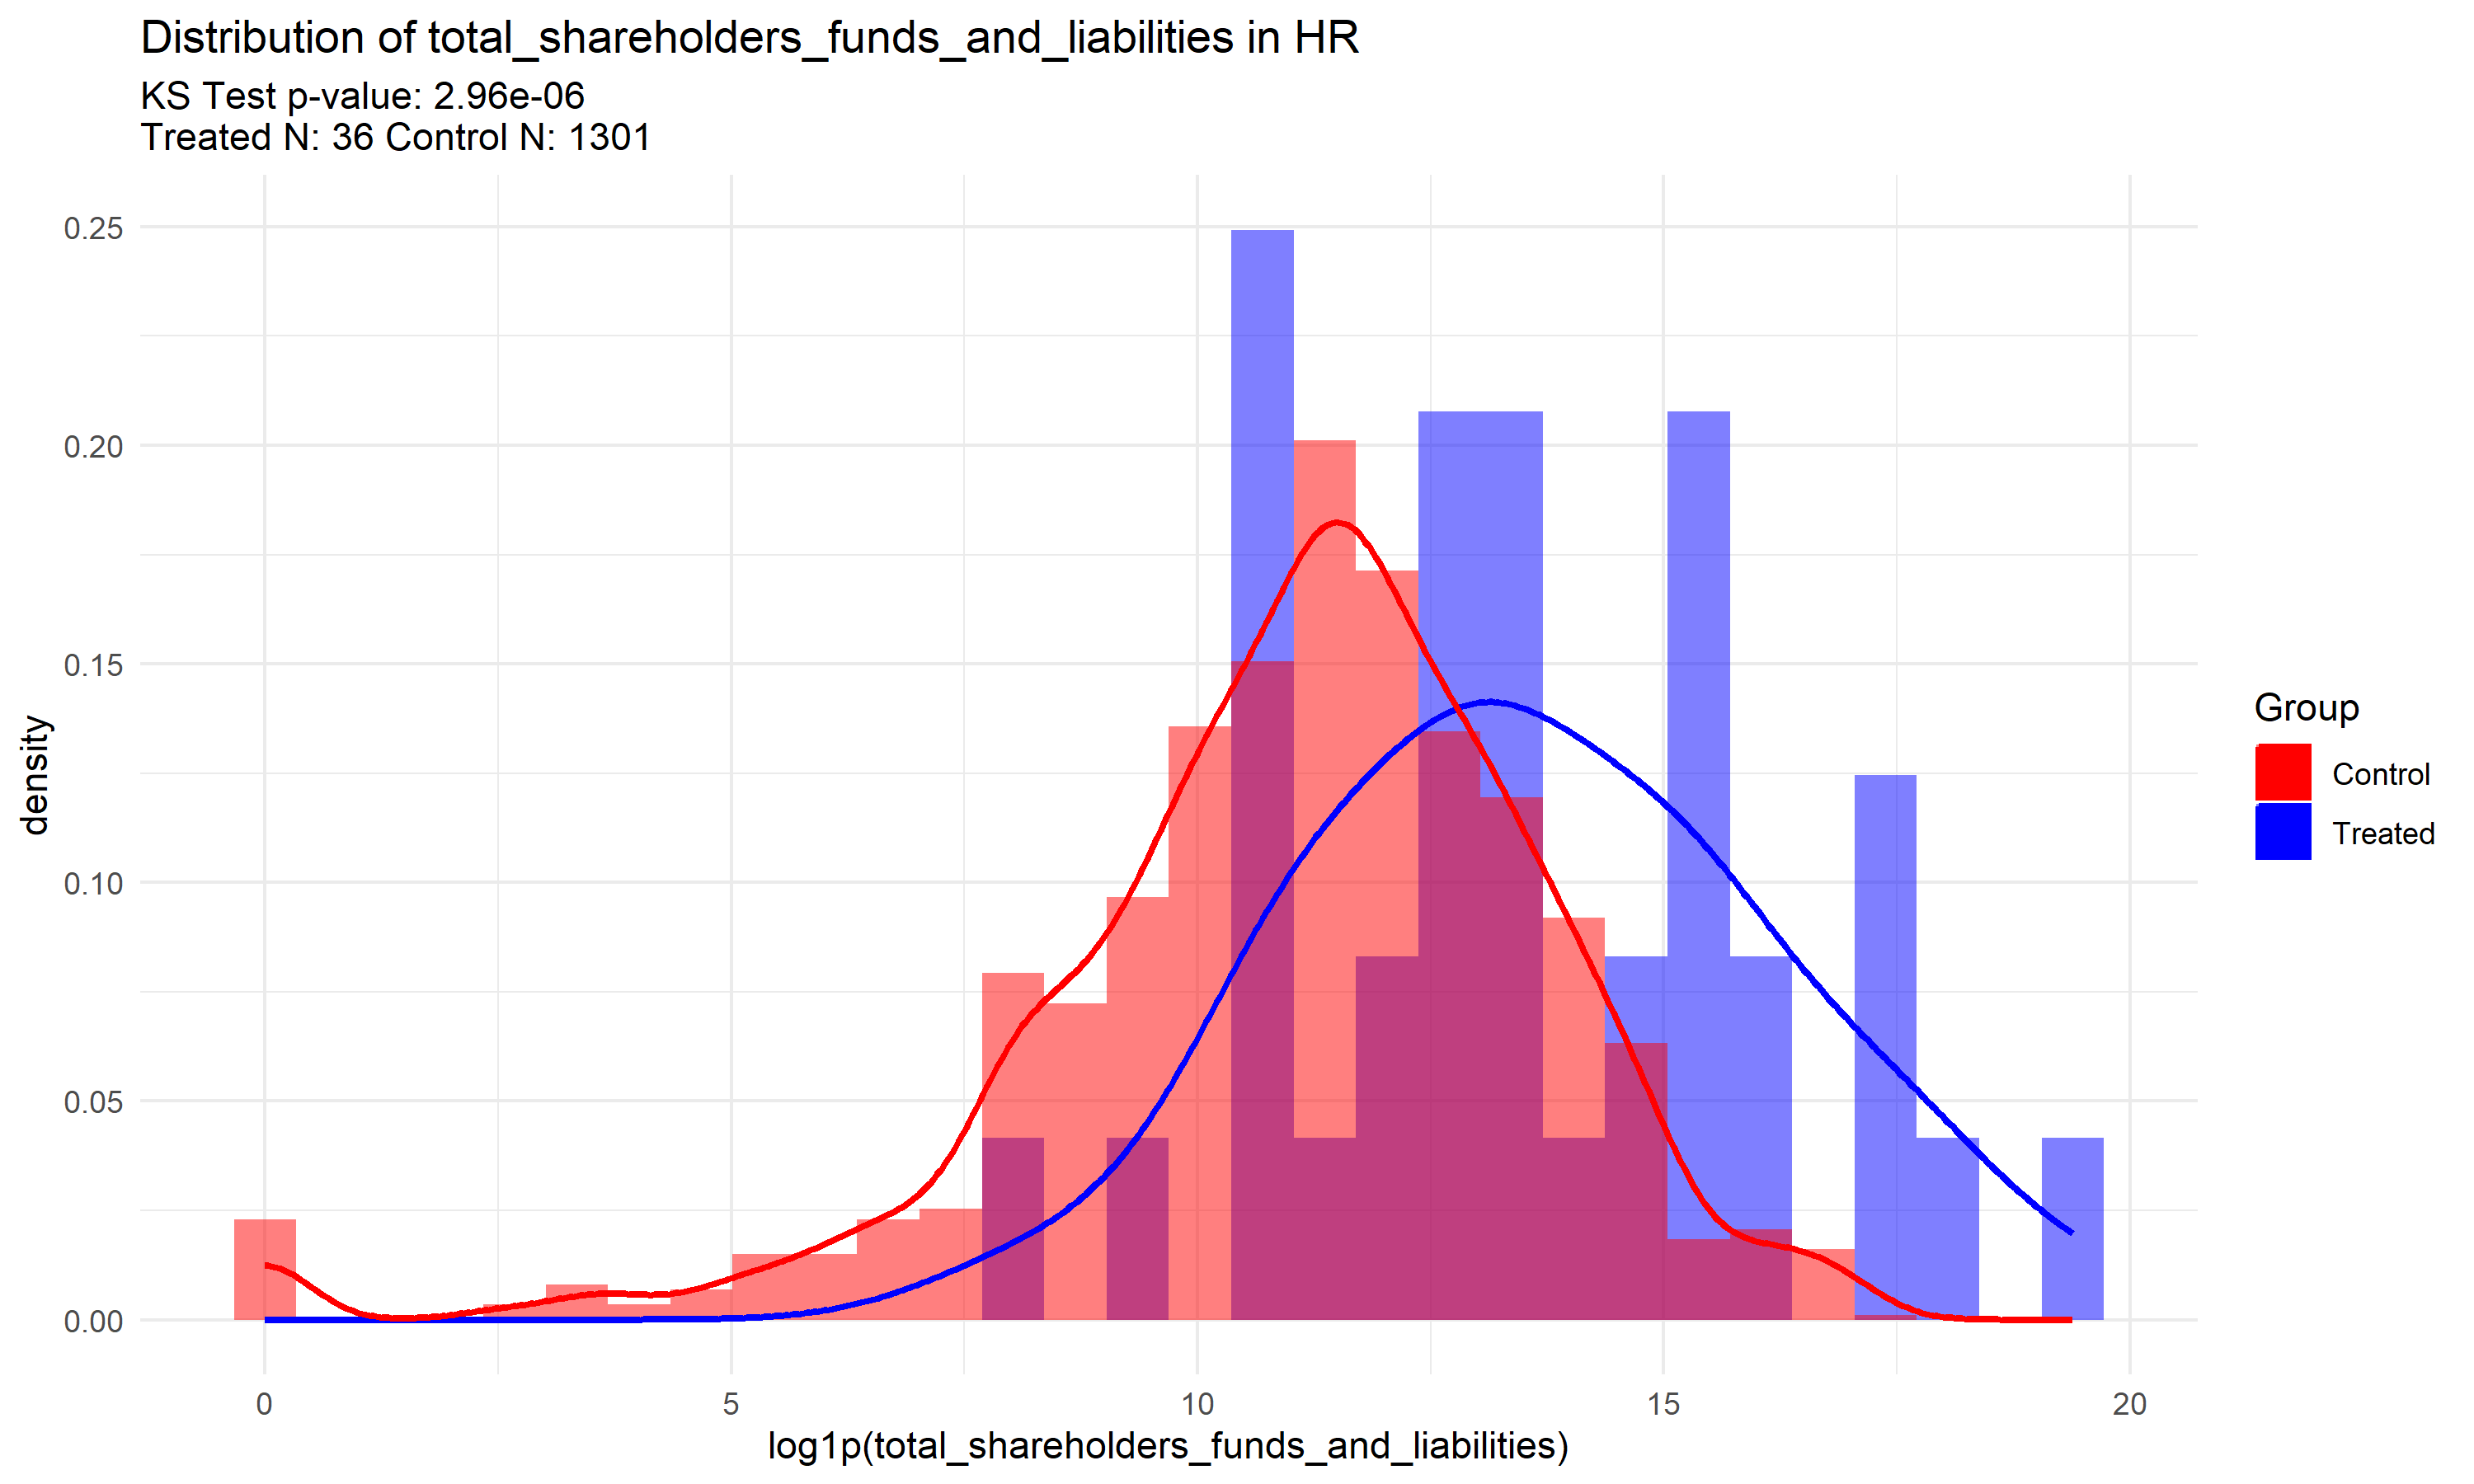 Distribution of total_shareholders_funds_and_liabilities in HR
KS Test p-value: 2.96e-06
Treated N: 36 Control N: 1301
0.25
0.20
0.15
0.10
0.05
0.00
density
0 5 10 15 20
log1p(total_shareholders_funds_and_liabilities)
Group
Control
Treated